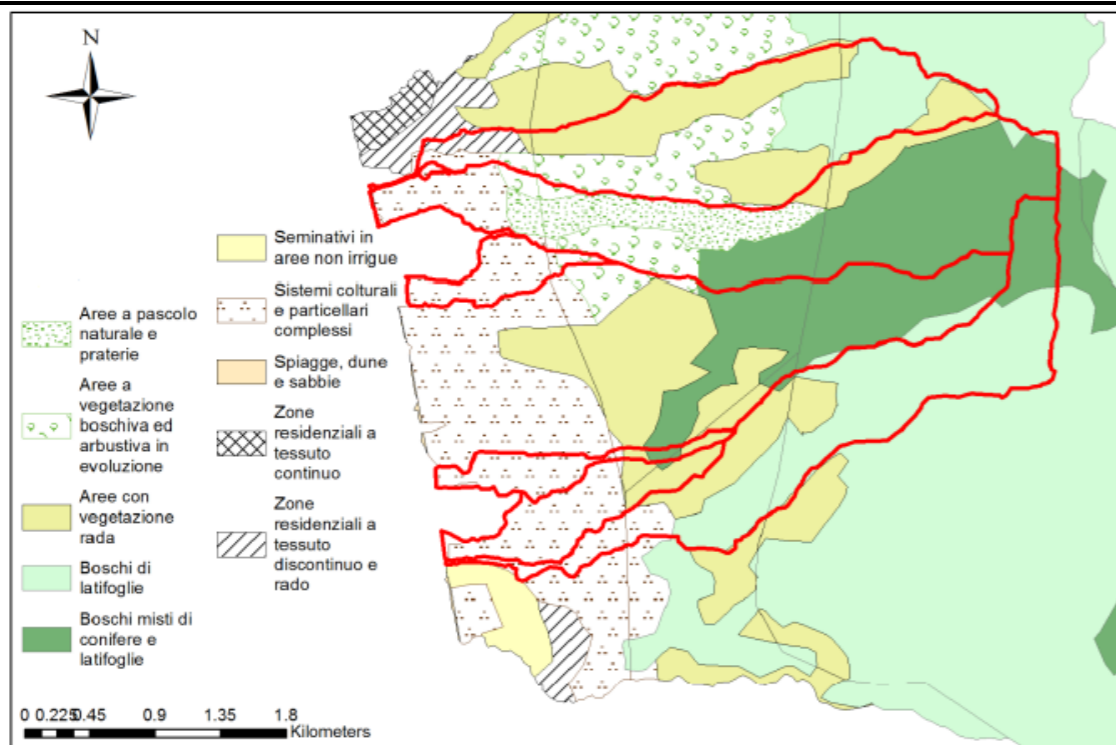 N
Aree a pascolo
naturale e
praterie
Aree a
vegetazione
boschiva ed
arbustiva in
evoluzione
Aree con
vegetazione
rada
Boschi di
latifoglie
Boschi misti di
conifere e
latifoglie
Seminativi in
aree non irrigue
Sistemi colturali
e particellari
complessi
Spiagge, dune
e sabbie
Zone
residenziali a
tessuto
continuo
Zone
residenziali a
tessuto
discontinuo e
rado
0 0.225 0.45 0.9 1.35 1.8
Kilometers